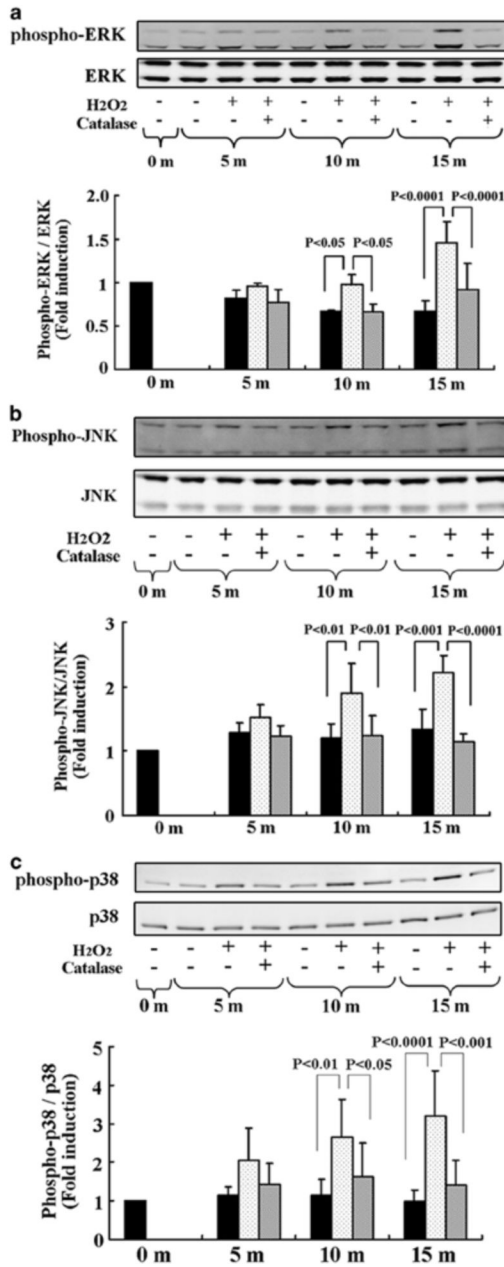 a
phospho-ERK
ERK
H2O2 - - + + - + + - + +
Catalase - - - + - - + - - +
0 m 5 m 10 m 15 m
Phospho-ERK / ERK
(Fold induction)
2.0
1.5
1.0
0.5
0
P<0.05 P<0.05
P<0.0001 P<0.0001
0 m 5 m 10 m 15 m
b
Phospho-JNK
JNK
H2O2 - - + + - + + - + +
Catalase - - - + - - + - - +
0 m 5 m 10 m 15 m
Phospho-JNK/JNK
(Fold induction)
3
2
1
0
P<0.01 P<0.01 P<0.001 P<0.0001
0 m 5 m 10 m 15 m
c
phospho-p38
p38
H2O2 - - + + - + + - + +
Catalase - - - + - - + - - +
0 m 5 m 10 m 15 m
Phospho-p38 / p38
(Fold induction)
5
4
2
1
0
P<0.01 P<0.05
P<0.0001 P<0.001
0 m 5 m 10 m 15 m